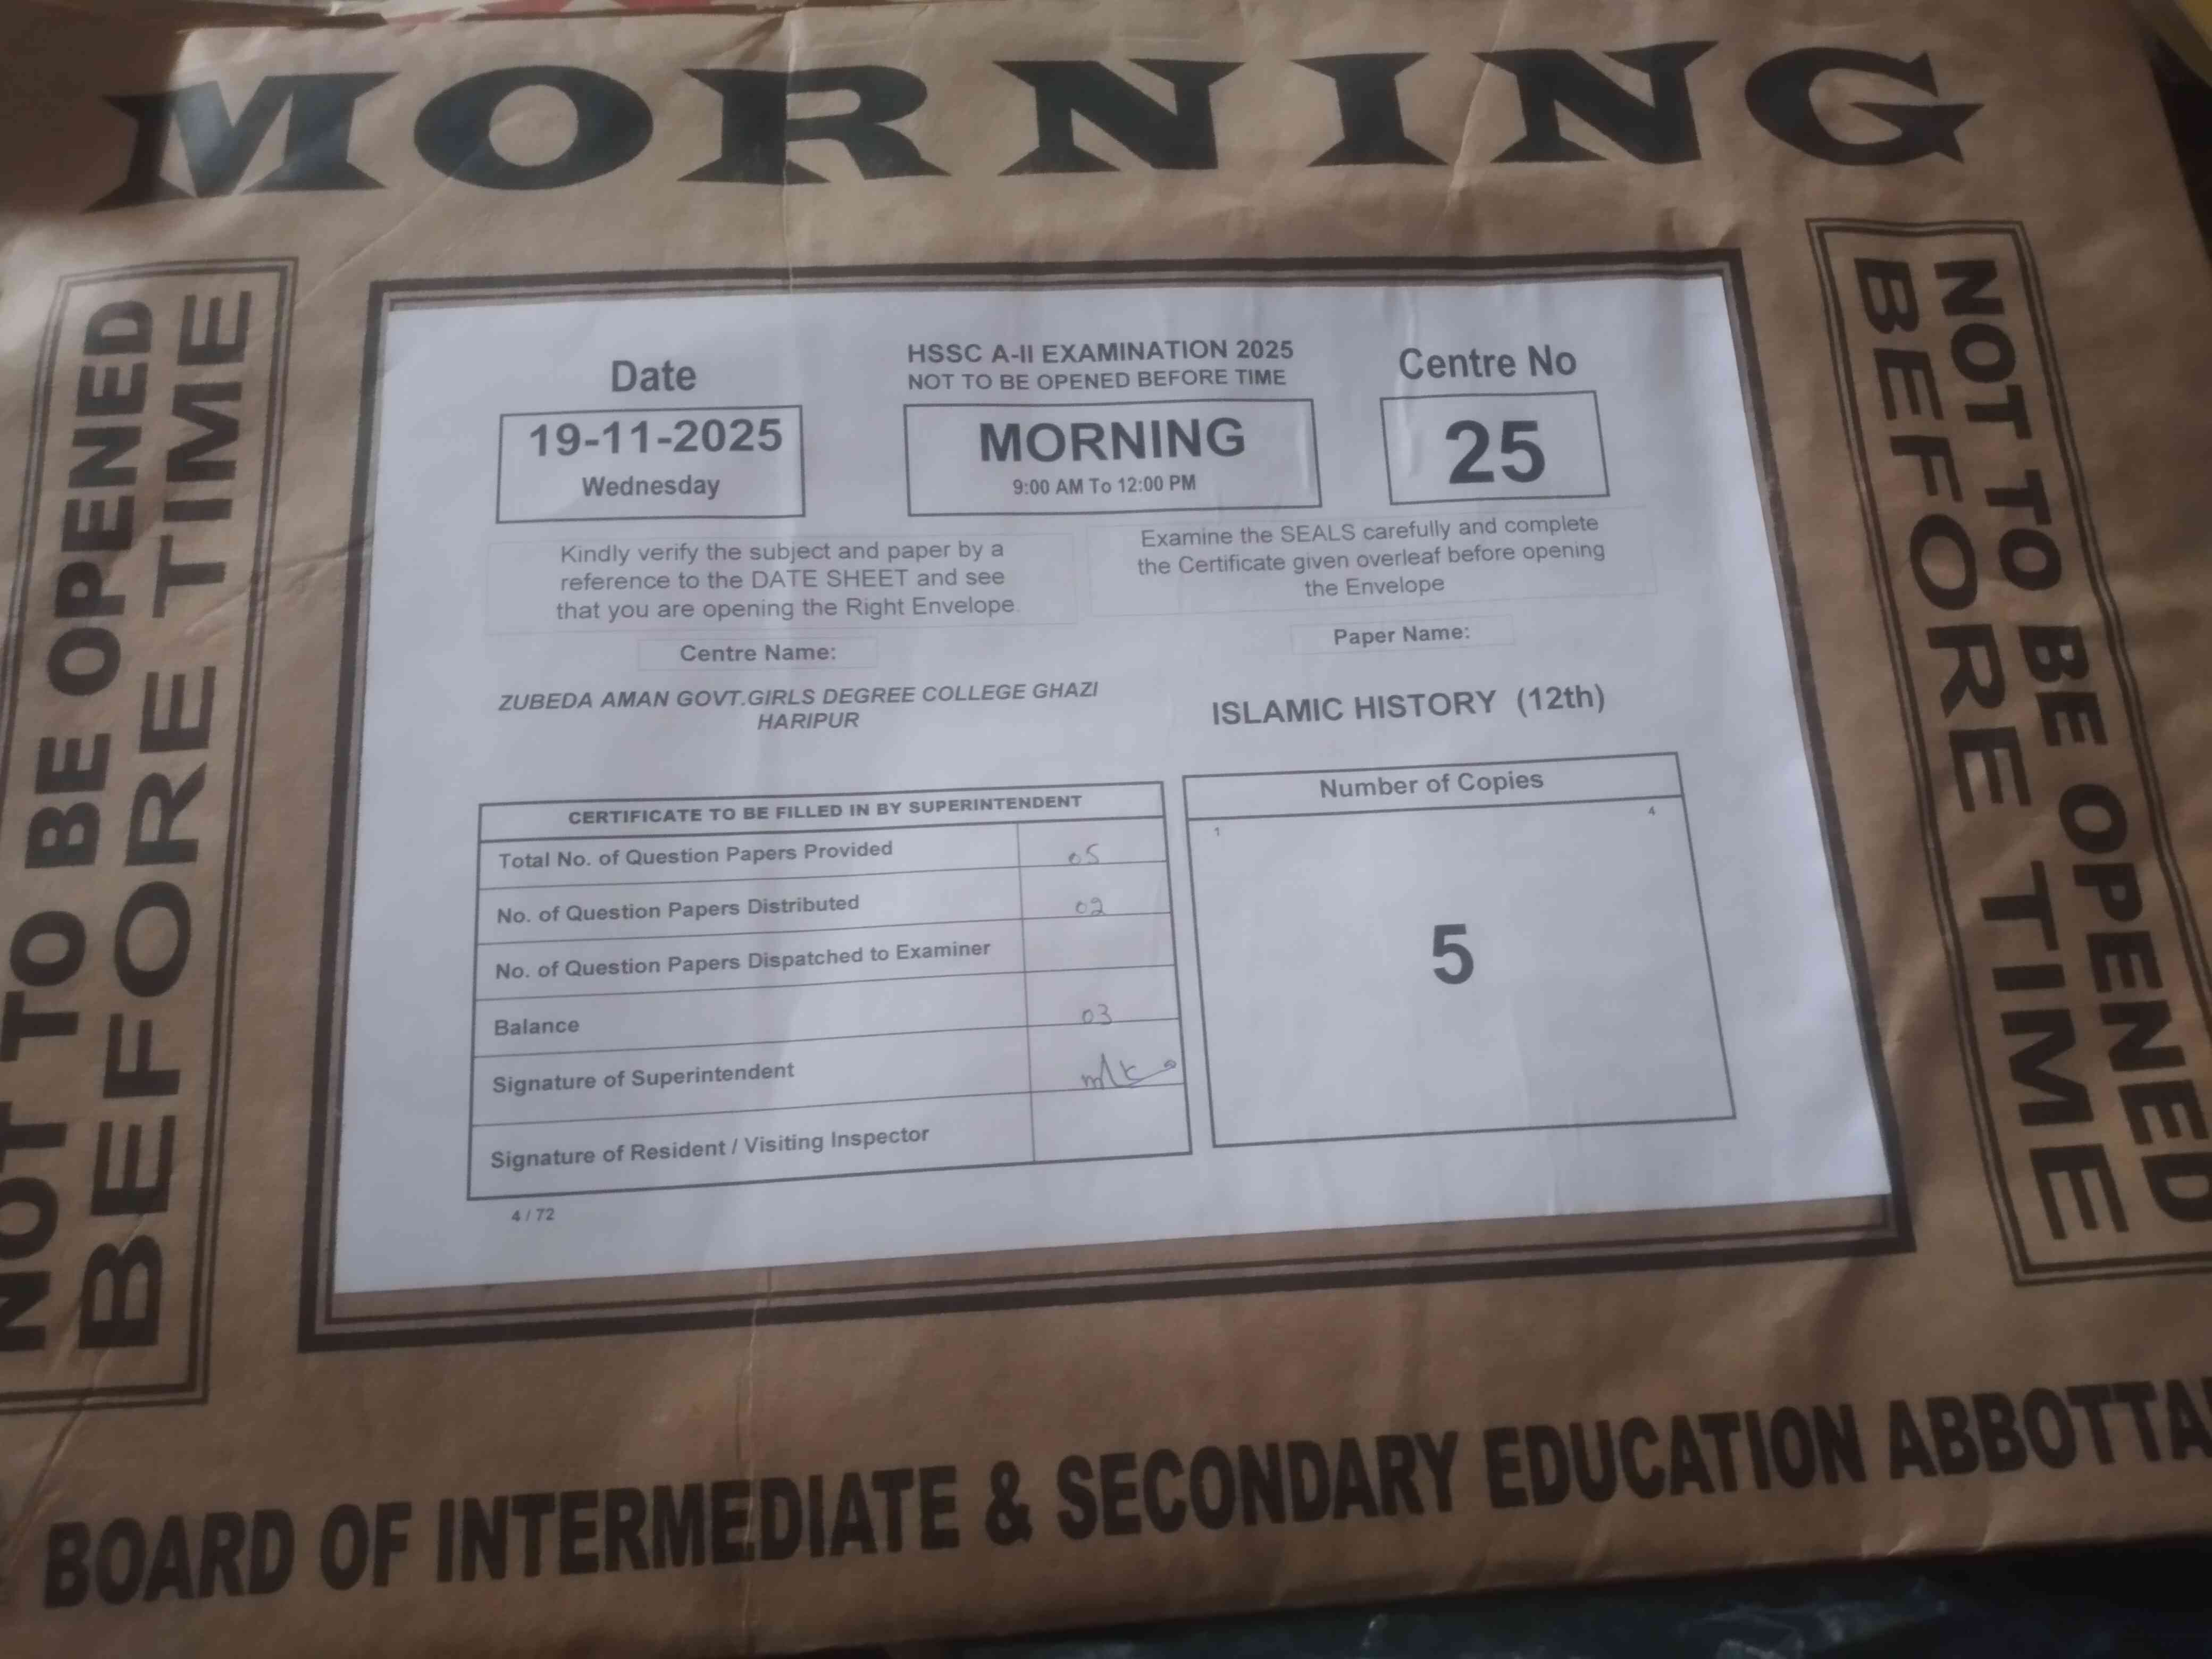 MORNING
NOT TO BE OPENED
BEFORE TIME
NOT TO BE OPENED
BEFORE TIME
Date
19-11-2025
Wednesday
HSSC A-II EXAMINATION 2025
NOT TO BE OPENED BEFORE TIME
MORNING
9:00 AM To 12:00 PM
Centre No
25
Kindly verify the subject and paper by a
reference to the DATE SHEET and see
that you are opening the Right Envelope.
Examine the SEALS carefully and complete
the Certificate given overleaf before opening
the Envelope
Centre Name:
ZUBEDA AMAN GOVT.GIRLS DEGREE COLLEGE GHAZI
HARIPUR
Paper Name:
ISLAMIC HISTORY (12th)
CERTIFICATE TO BE FILLED IN BY SUPERINTENDENT
Total No. of Question Papers Provided 05
No. of Question Papers Distributed 02
No. of Question Papers Dispatched to Examiner
Balance 03
Signature of Superintendent
Signature of Resident / Visiting Inspector
4 / 72
Number of Copies
1 4
5
BOARD OF INTERMEDIATE & SECONDARY EDUCATION ABBOTTA